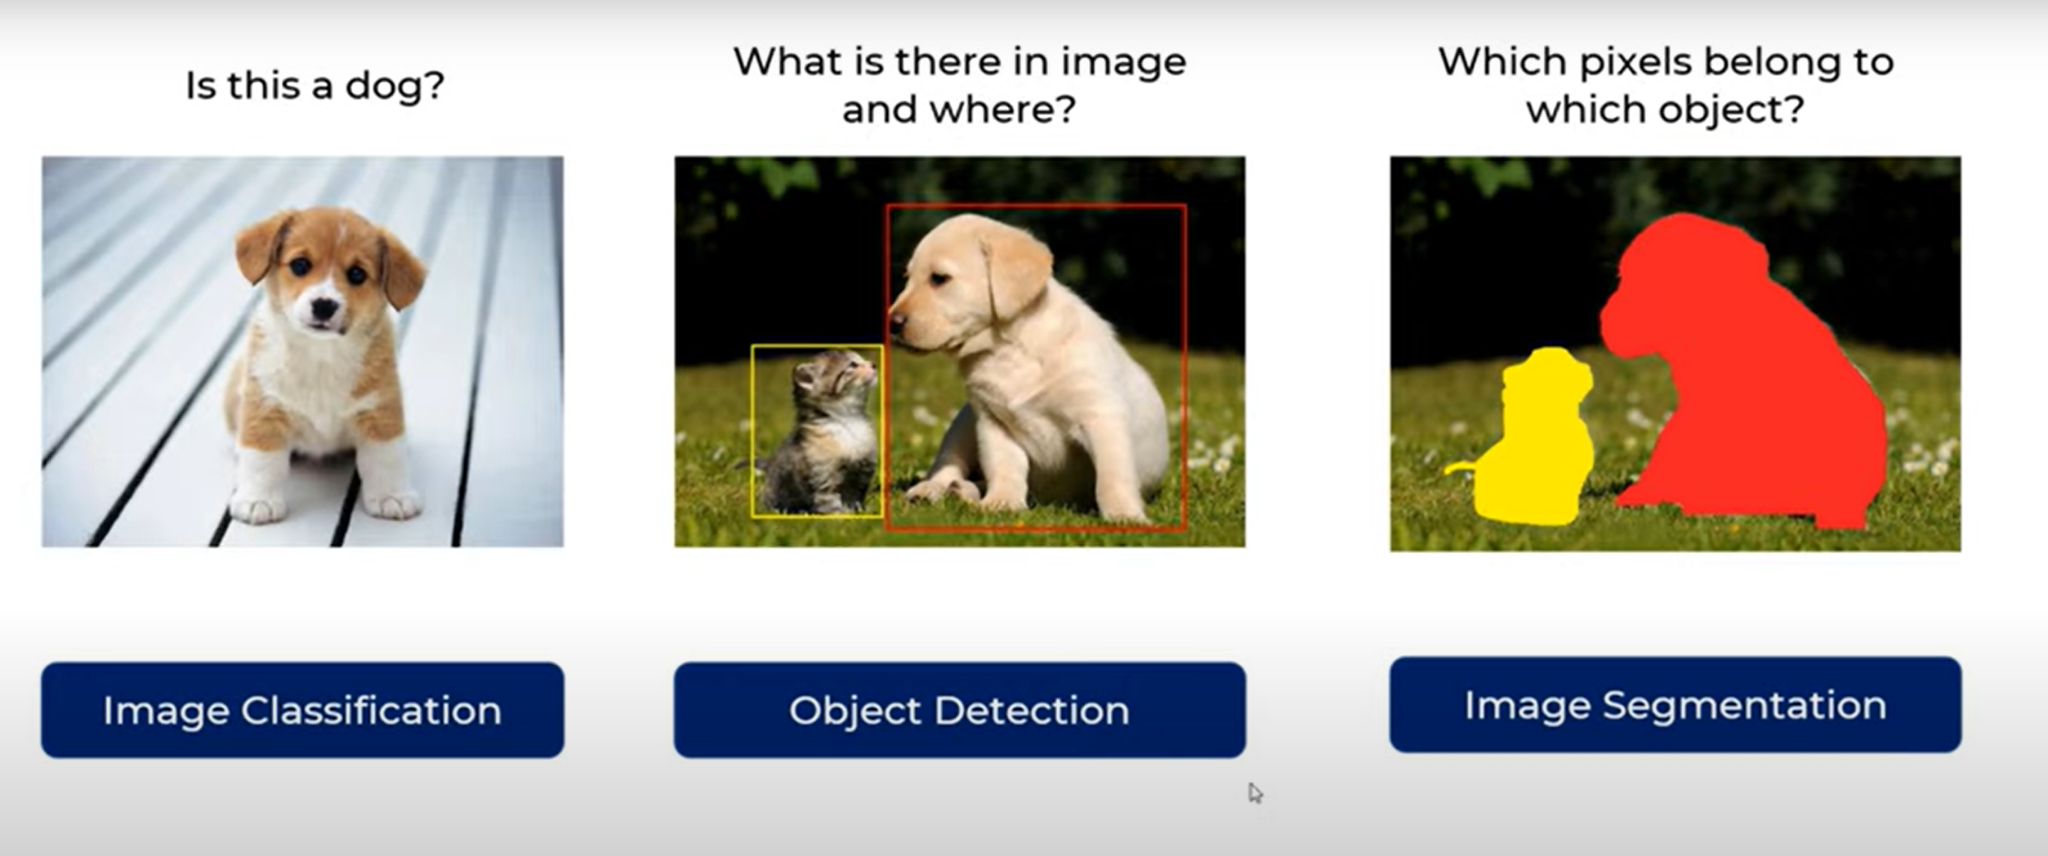 Is this a dog?
What is there in image
and where?
Which pixels belong to
which object?
Image Classification
Object Detection
Image Segmentation